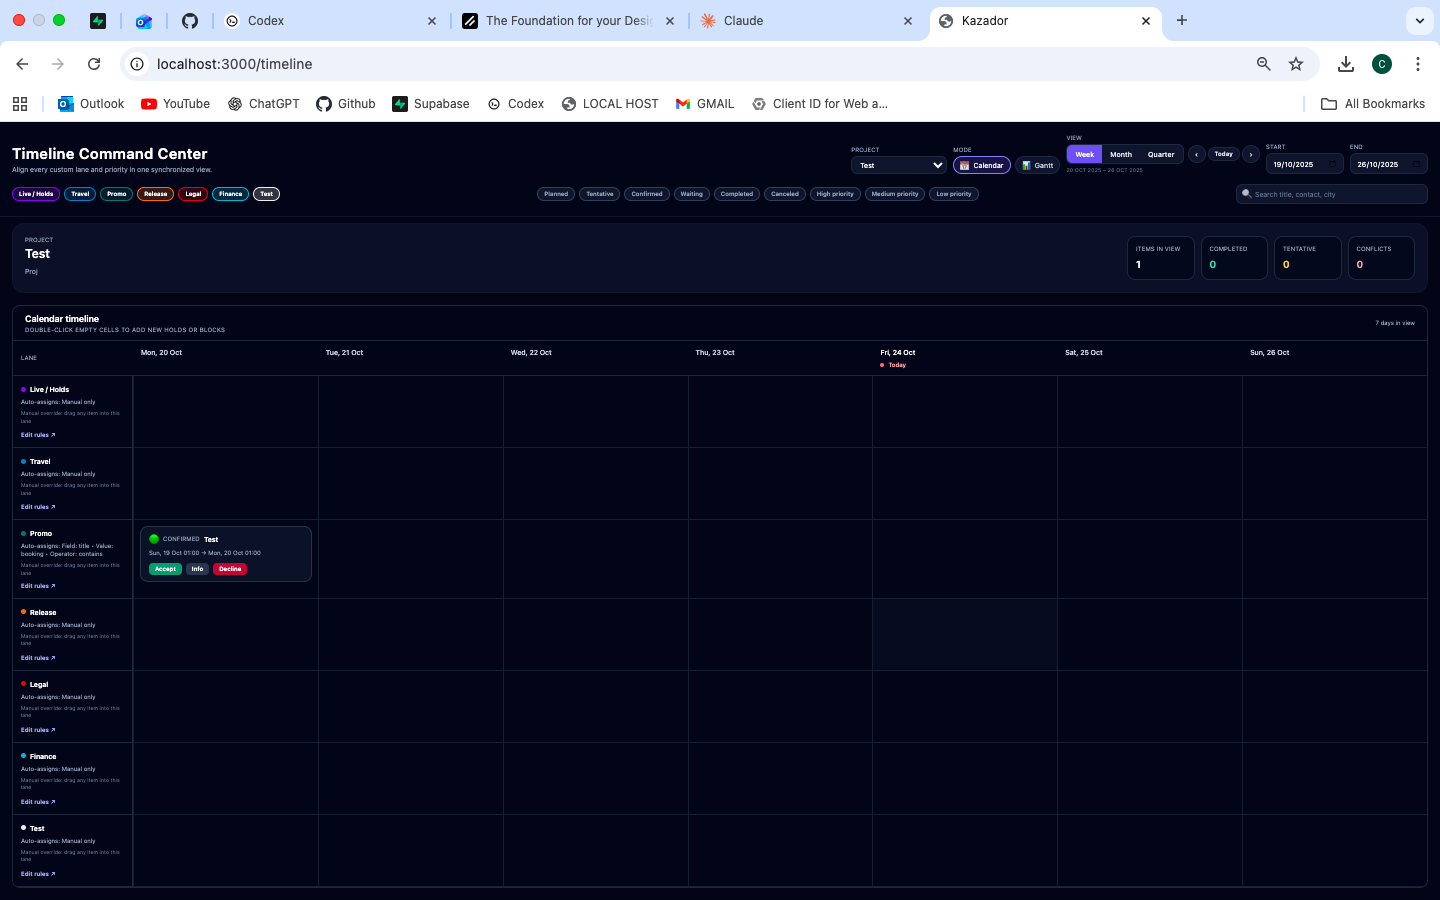 Codex
The Foundation for your Desi
Claude
Kazador
localhost:3000/timeline
C
Outlook
YouTube
ChatGPT
Github
Supabase
Codex
LOCAL HOST
GMAIL
Client ID for Web a...
All Bookmarks
Timeline Command Center
Align every custom lane and priority in one synchronized view.
PROJECT
Test
MODE
Calendar
Gantt
VIEW
Week
Month
Quarter
20 OCT 2025 – 26 OCT 2025
‹
Today
›
START
19/10/2025
END
26/10/2025
Live / Holds
Travel
Promo
Release
Legal
Finance
Test
Planned
Tentative
Confirmed
Waiting
Completed
Canceled
High priority
Medium priority
Low priority
Search title, contact, city
PROJECT
Test
Proj
ITEMS IN VIEW
1
COMPLETED
0
TENTATIVE
0
CONFLICTS
0
Calendar timeline
DOUBLE-CLICK EMPTY CELLS TO ADD NEW HOLDS OR BLOCKS
7 days in view
LANE
Mon, 20 Oct
Tue, 21 Oct
Wed, 22 Oct
Thu, 23 Oct
Fri, 24 Oct
Today
Sat, 25 Oct
Sun, 26 Oct
Live / Holds
Auto-assigns: Manual only
Manual override: drag any item into this
lane
Edit rules ↗
Travel
Auto-assigns: Manual only
Manual override: drag any item into this
lane
Edit rules ↗
Promo
Auto-assigns: Field: title • Value:
booking • Operator: contains
Manual override: drag any item into this
lane
Edit rules ↗
CONFIRMED Test
Sun, 19 Oct 01:00 → Mon, 20 Oct 01:00
Accept
Info
Decline
Release
Auto-assigns: Manual only
Manual override: drag any item into this
lane
Edit rules ↗
Legal
Auto-assigns: Manual only
Manual override: drag any item into this
lane
Edit rules ↗
Finance
Auto-assigns: Manual only
Manual override: drag any item into this
lane
Edit rules ↗
Test
Auto-assigns: Manual only
Manual override: drag any item into this
lane
Edit rules ↗